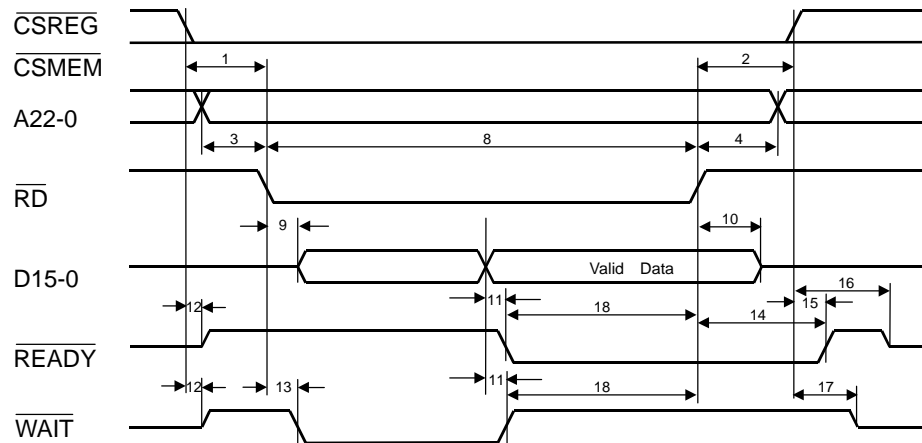 CSREG
CSMEM
1
2
A22-0
3
8
4
RD
9
10
D15-0
Valid Data
16
12
11
18
15
14
READY
12
13
11
18
17
WAIT